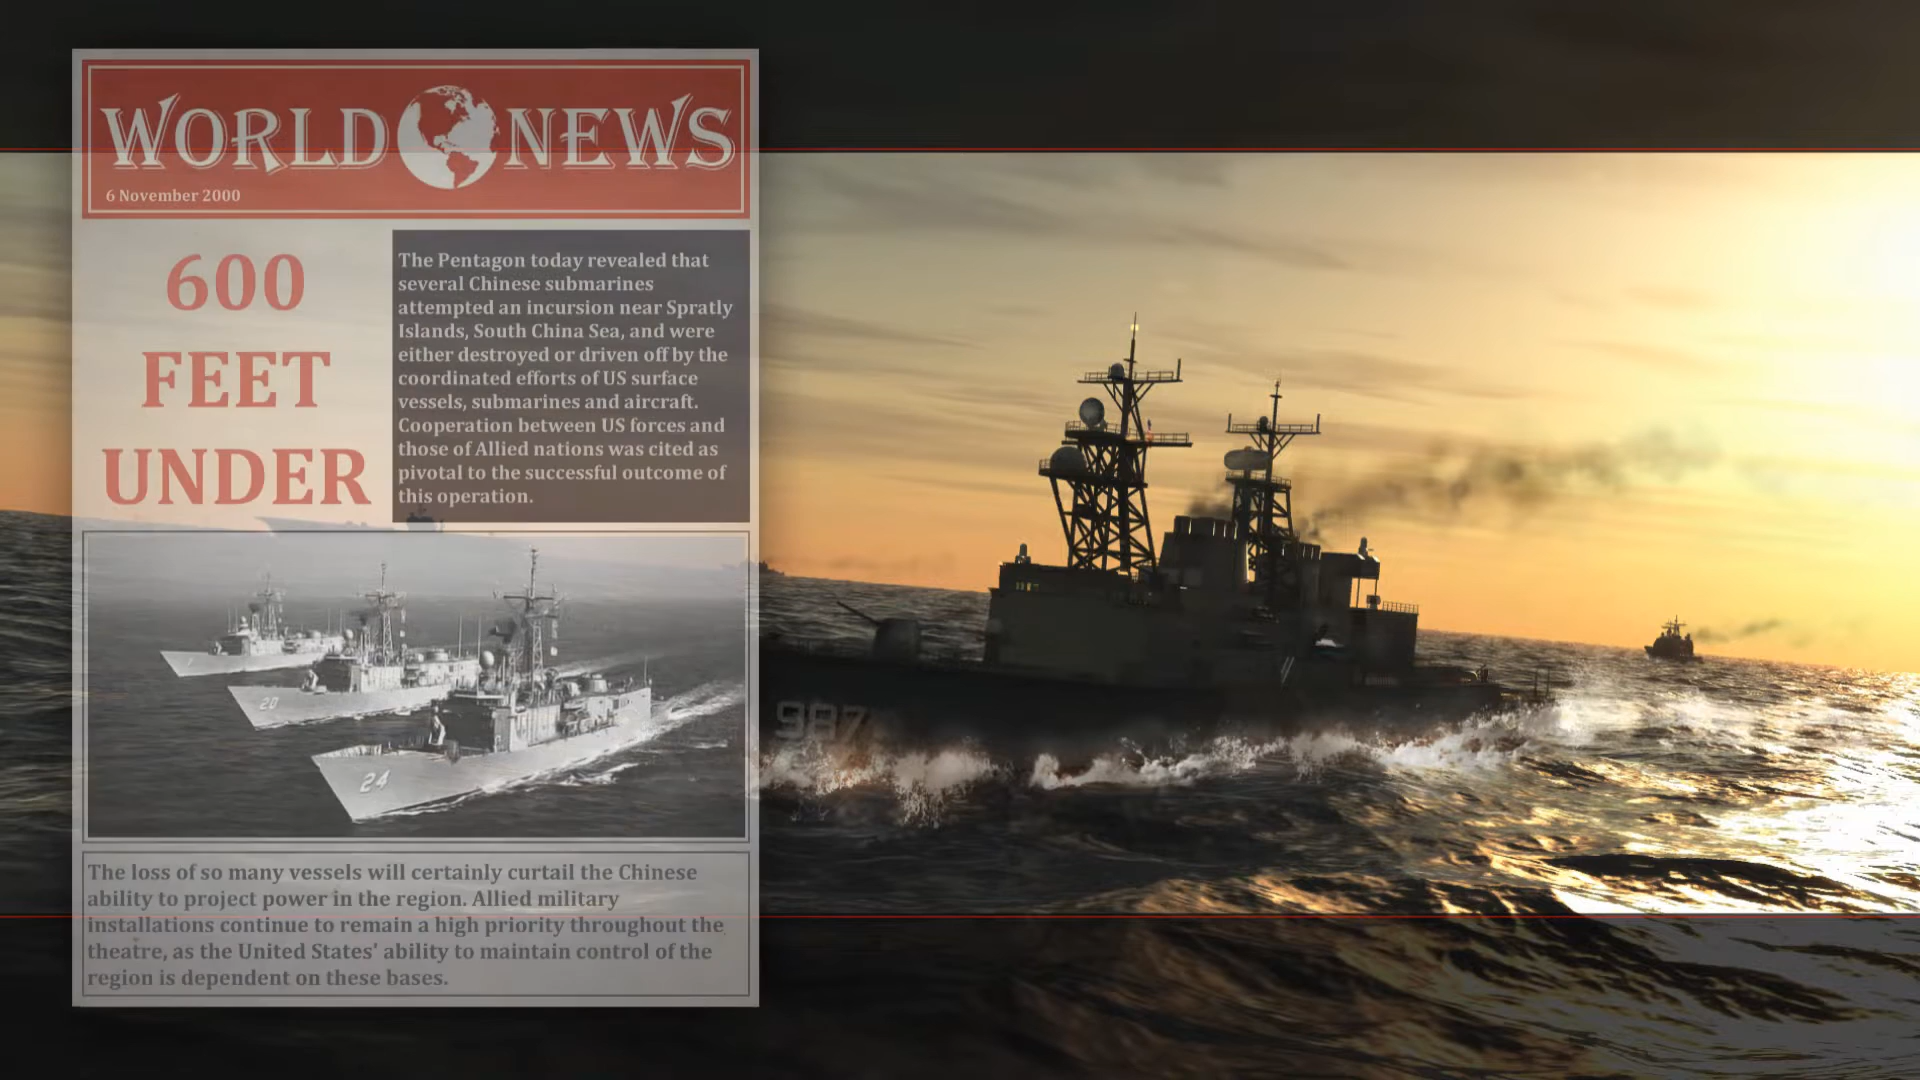 WORLD NEWS
6 November 2000
600
FEET
UNDER
The Pentagon today revealed that
several Chinese submarines
attempted an incursion near Spratly
Islands, South China Sea, and were
either destroyed or driven off by the
coordinated efforts of US surface
vessels, submarines and aircraft.
Cooperation between US forces and
those of Allied nations was cited as
pivotal to the successful outcome of
this operation.
987
7
20
24
The loss of so many vessels will certainly curtail the Chinese
ability to project power in the region. Allied military
installations continue to remain a high priority throughout the
theatre, as the United States' ability to maintain control of the
region is dependent on these bases.